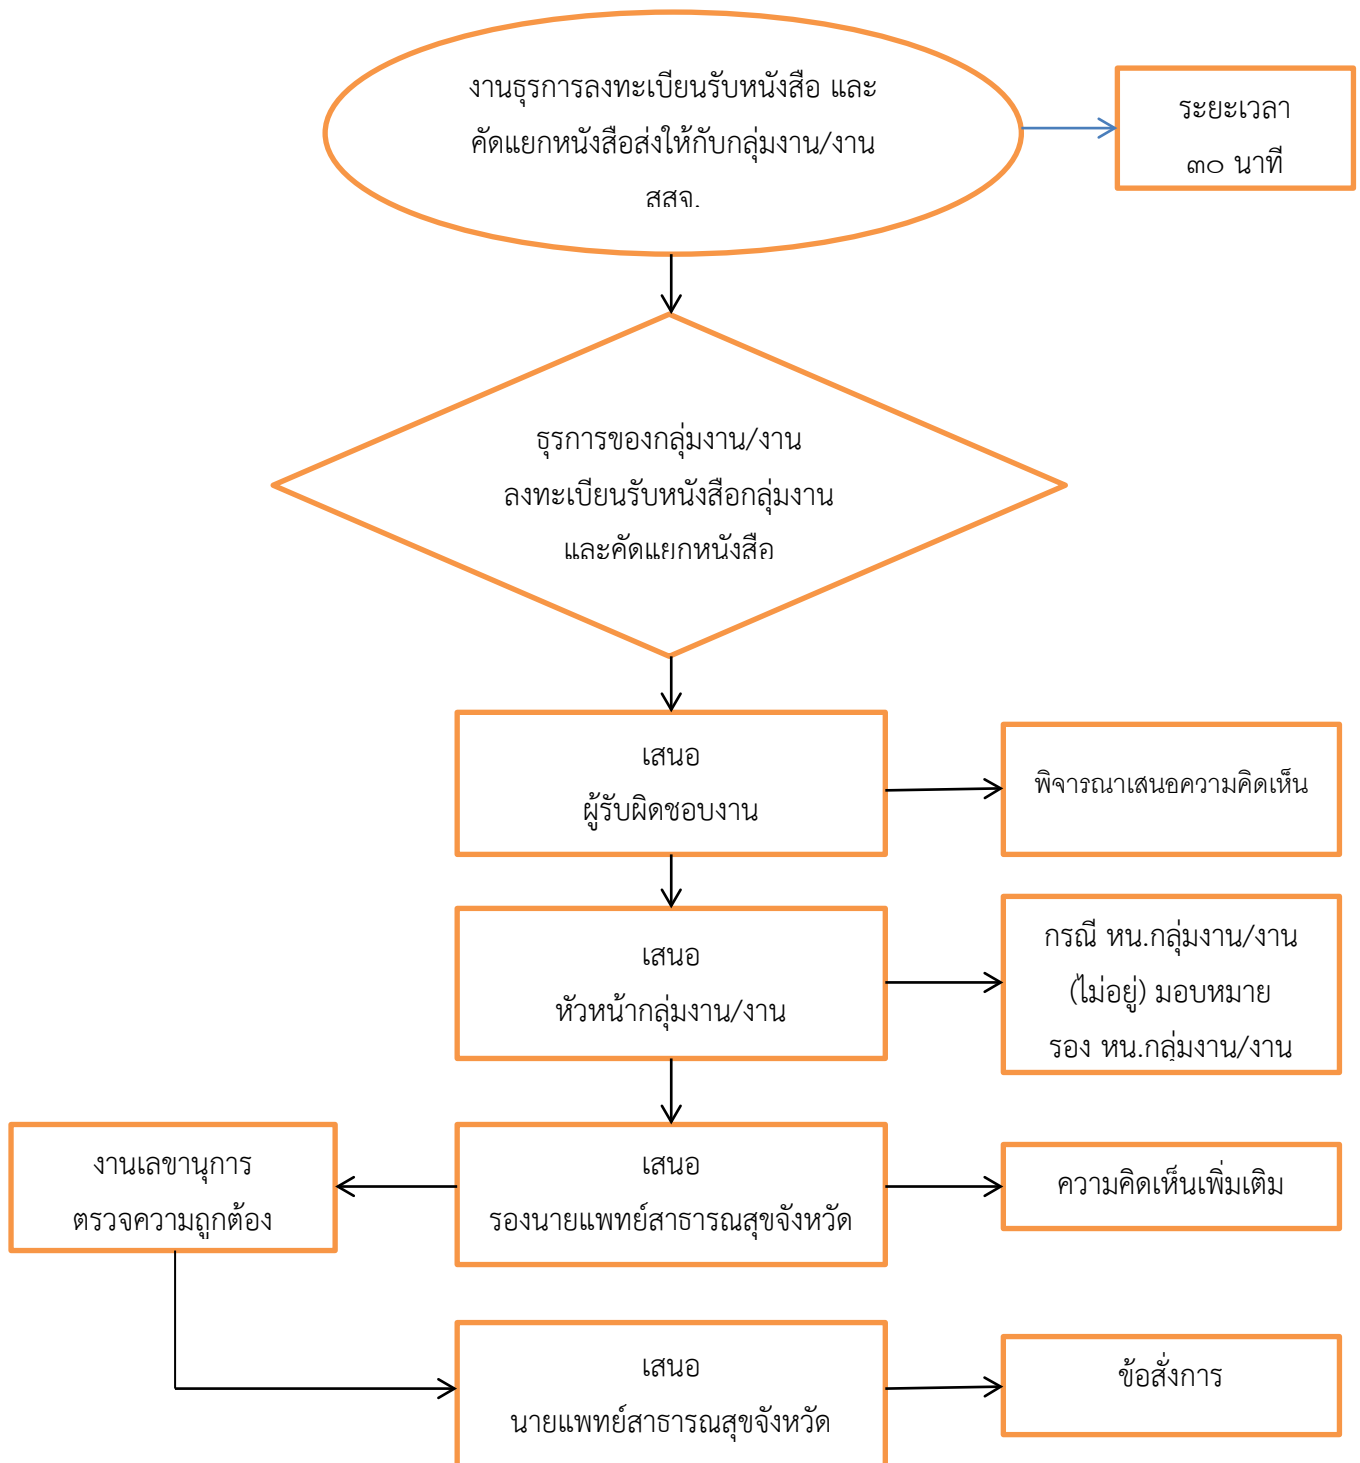 งานธุรการลงทะเบียนรับหนังสือ และ
คัดแยกหนังสือส่งให้กับกลุ่มงาน/งาน
สสจ.
ระยะเวลา
๓๐ นาที
ธุรการของกลุ่มงาน/งาน
ลงทะเบียนรับหนังสือกลุ่มงาน
และคัดแยกหนังสือ
เสนอ
ผู้รับผิดชอบงาน
พิจารณาเสนอความคิดเห็น
เสนอ
หัวหน้ากลุ่มงาน/งาน
กรณี หน.กลุ่มงาน/งาน
(ไม่อยู่) มอบหมาย
รอง หน.กลุ่มงาน/งาน
งานเลขานุการ
ตรวจความถูกต้อง
เสนอ
รองนายแพทย์สาธารณสุขจังหวัด
ความคิดเห็นเพิ่มเติม
เสนอ
นายแพทย์สาธารณสุขจังหวัด
ข้อสั่งการ